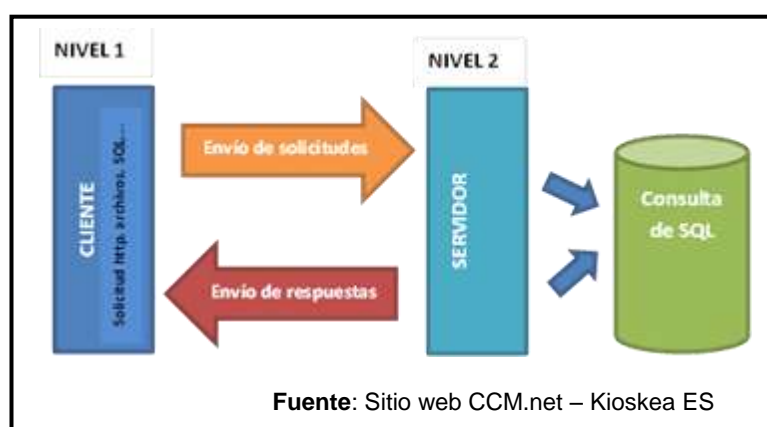 NIVEL 1
NIVEL 2
CLIENTE
Solicitud Http, archivos, SQL...
Envío de solicitudes
Envío de respuestas
SERVIDOR
Consulta
de SQL
Fuente: Sitio web CCM.net – Kioskea ES